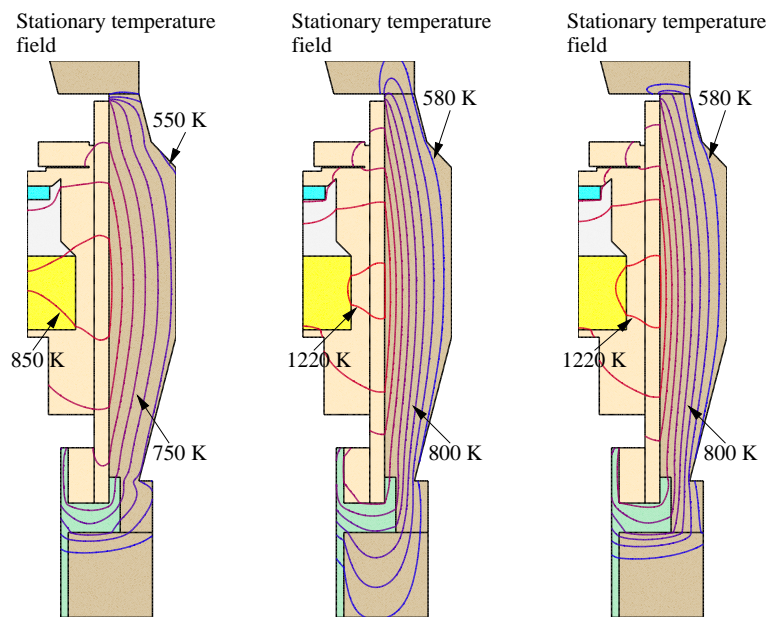 Stationary temperature
field
Stationary temperature
field
Stationary temperature
field
550 K
580 K
580 K
850 K
1220 K
1220 K
750 K
800 K
800 K